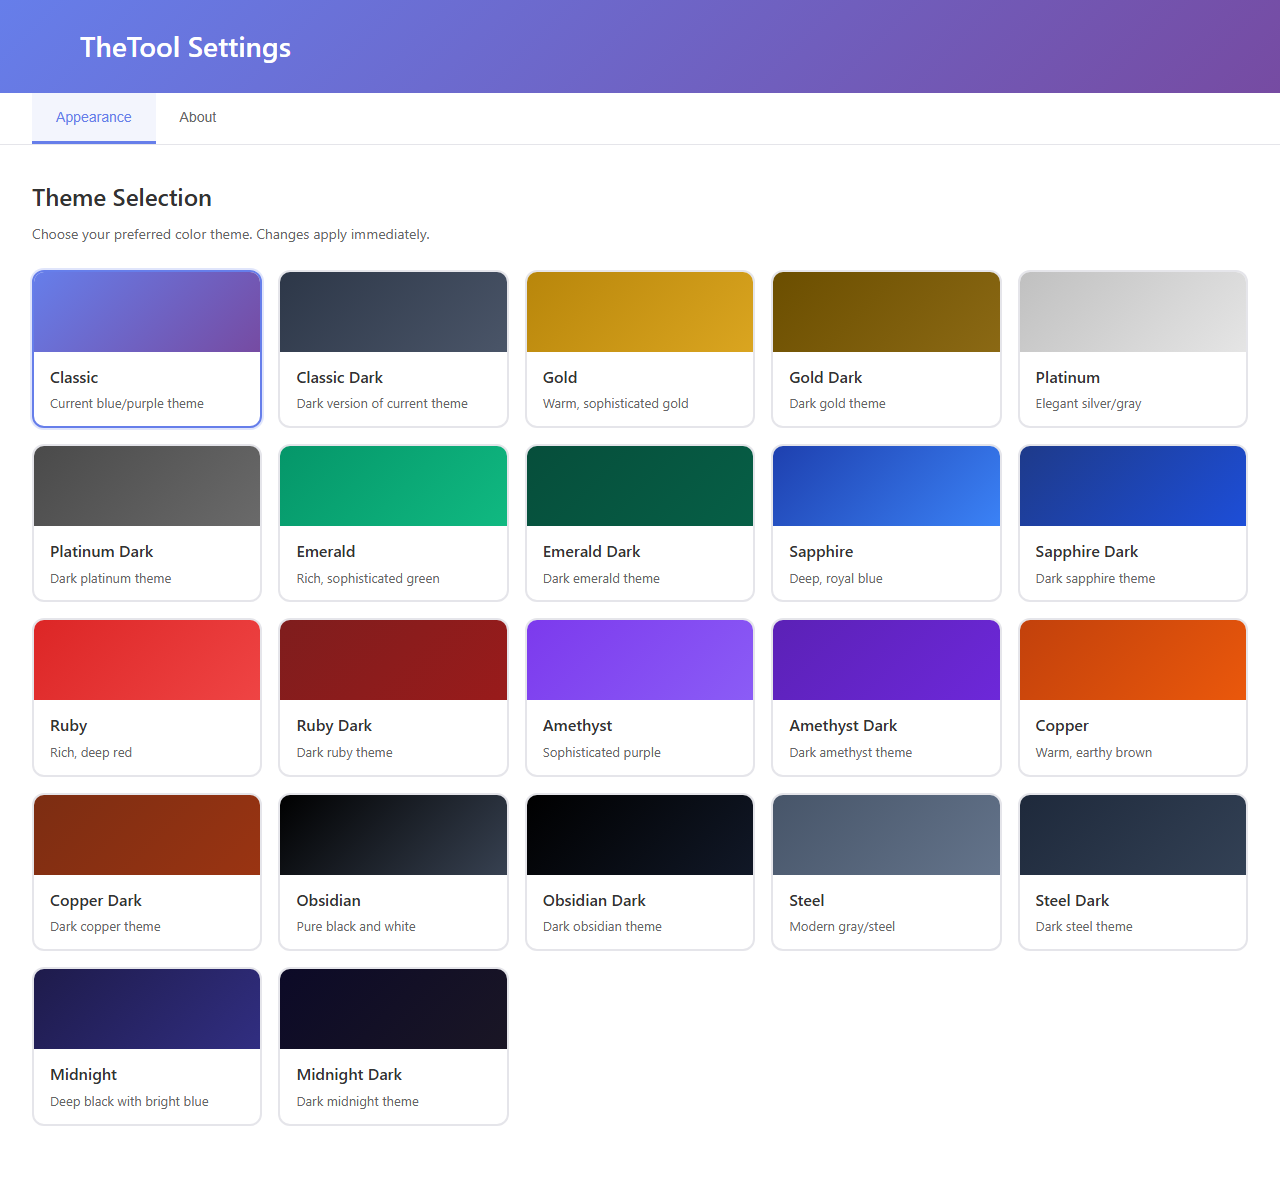 TheTool Settings
Appearance
About
Theme Selection
Choose your preferred color theme. Changes apply immediately.
Classic
Current blue/purple theme
Classic Dark
Dark version of current theme
Gold
Warm, sophisticated gold
Gold Dark
Dark gold theme
Platinum
Elegant silver/gray
Platinum Dark
Dark platinum theme
Emerald
Rich, sophisticated green
Emerald Dark
Dark emerald theme
Sapphire
Deep, royal blue
Sapphire Dark
Dark sapphire theme
Ruby
Rich, deep red
Ruby Dark
Dark ruby theme
Amethyst
Sophisticated purple
Amethyst Dark
Dark amethyst theme
Copper
Warm, earthy brown
Copper Dark
Dark copper theme
Obsidian
Pure black and white
Obsidian Dark
Dark obsidian theme
Steel
Modern gray/steel
Steel Dark
Dark steel theme
Midnight
Deep black with bright blue
Midnight Dark
Dark midnight theme